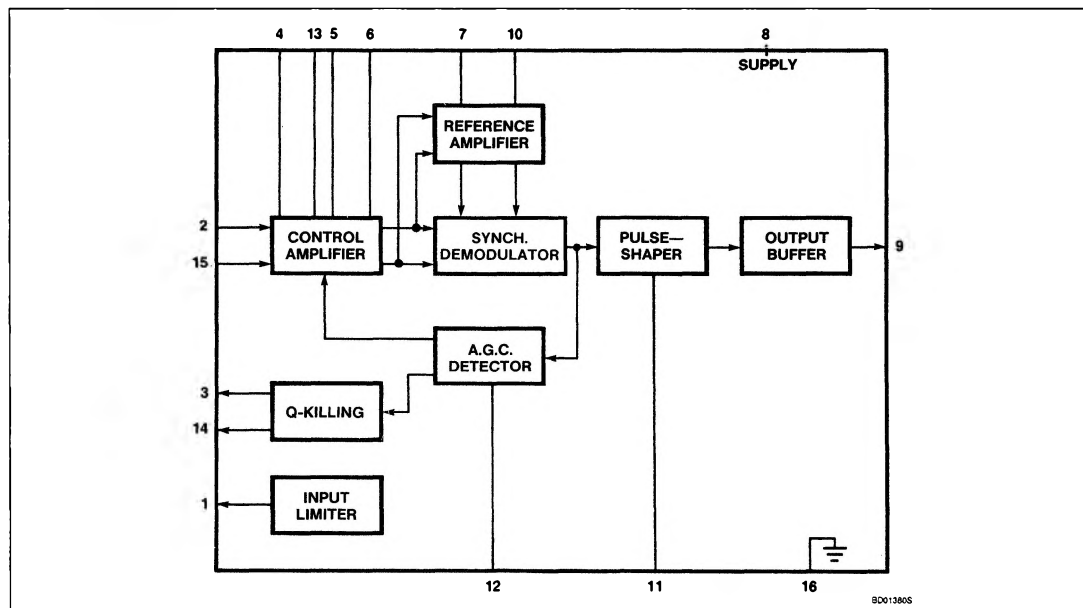 4 13 5 6 7 10 8
SUPPLY
REFERENCE
AMPLIFIER
2
CONTROL
AMPLIFIER
15
SYNCH.
DEMODULATOR
PULSE—
SHAPER
OUTPUT
BUFFER
9
A.G.C.
DETECTOR
3
Q-KILLING
14
1
INPUT
LIMITER
12 11 16
BD01380S